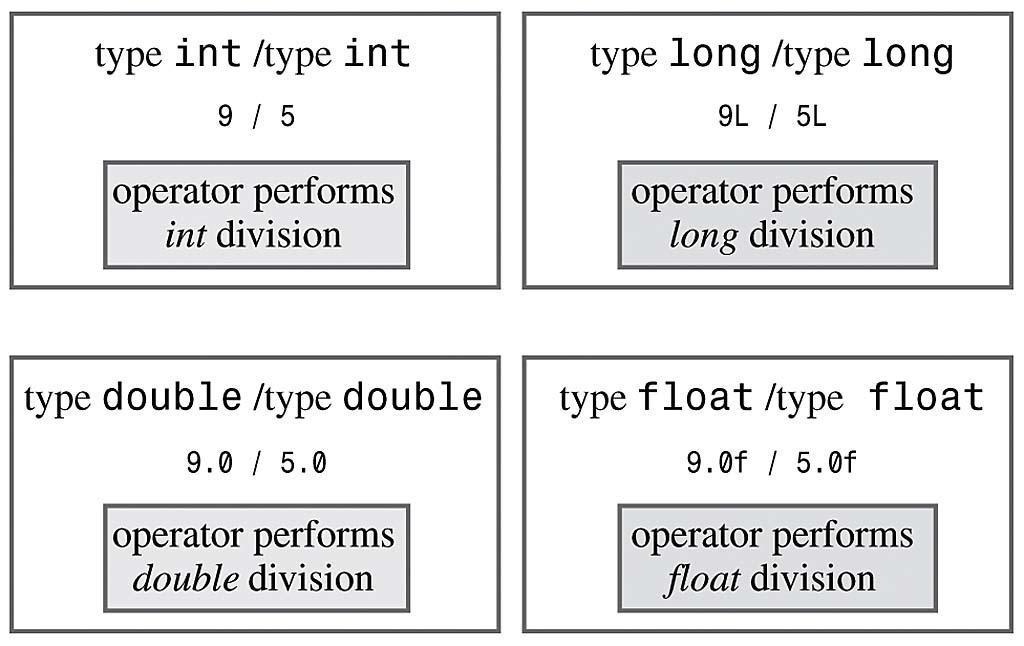 type int /type int
9 / 5
operator performs
int division
type long /type long
9L / 5L
operator performs
long division
type double /type double
9.0 / 5.0
operator performs
double division
type float /type float
9.0f / 5.0f
operator performs
float division